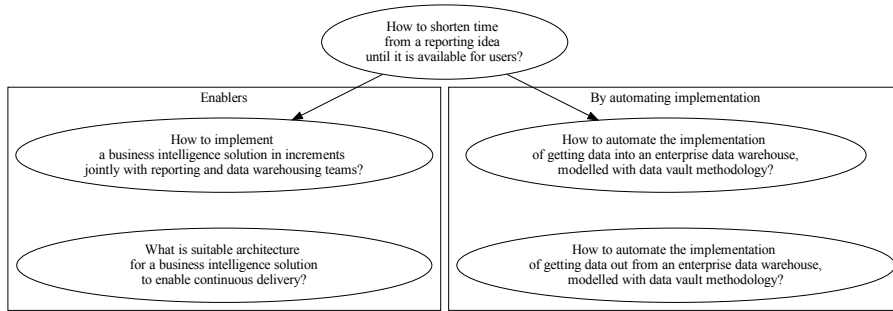 How to shorten time
from a reporting idea
until it is available for users?
Enablers
How to implement
a business intelligence solution in increments
jointly with reporting and data warehousing teams?
What is suitable architecture
for a business intelligence solution
to enable continuous delivery?
By automating implementation
How to automate the implementation
of getting data into an enterprise data warehouse,
modelled with data vault methodology?
How to automate the implementation
of getting data out from an enterprise data warehouse,
modelled with data vault methodology?